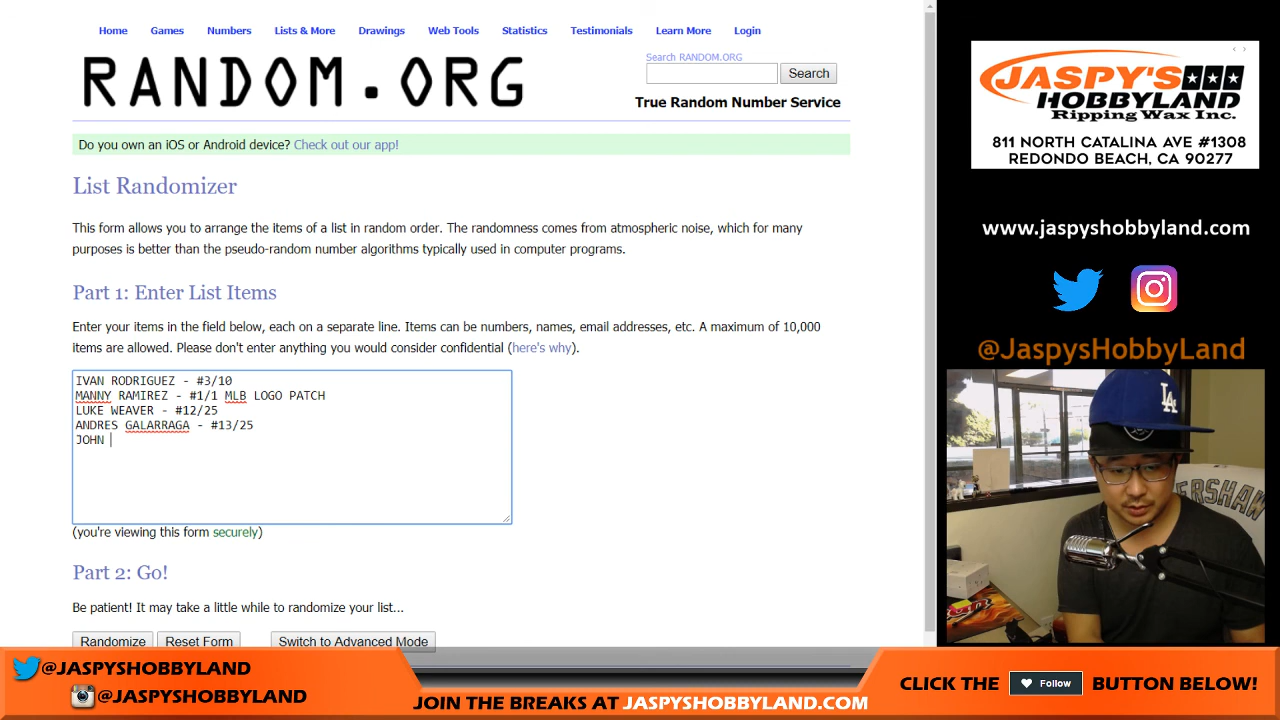 Home Games Numbers Lists & More Drawings Web Tools Statistics Testimonials Learn More Login
RANDOM.ORG
Search RANDOM.ORG
Search
True Random Number Service
Do you own an iOS or Android device? Check out our app!
List Randomizer
This form allows you to arrange the items of a list in random order. The randomness comes from atmospheric noise, which for many
purposes is better than the pseudo-random number algorithms typically used in computer programs.
Part 1: Enter List Items
Enter your items in the field below, each on a separate line. Items can be numbers, names, email addresses, etc. A maximum of 10,000
items are allowed. Please don't enter anything you would consider confidential (here's why).
IVAN RODRIGUEZ - #3/10
MANNY RAMIREZ - #1/1 MLB LOGO PATCH
LUKE WEAVER - #12/25
ANDRES GALARRAGA - #13/25
JOHN
(you're viewing this form securely)
Part 2: Go!
Be patient! It may take a little while to randomize your list...
Randomize Reset Form Switch to Advanced Mode
JASPY'S
HOBBYLAND
Ripping Wax Inc.
811 NORTH CATALINA AVE #1308
REDONDO BEACH, CA 90277
www.jaspyshobbyland.com
@JaspysHobbyLand
LA
ERSHAW
@JASPYSHOBBYLAND
@JASPYSHOBBYLAND
JOIN THE BREAKS AT JASPYSHOBBYLAND.COM
CLICK THE Follow BUTTON BELOW!